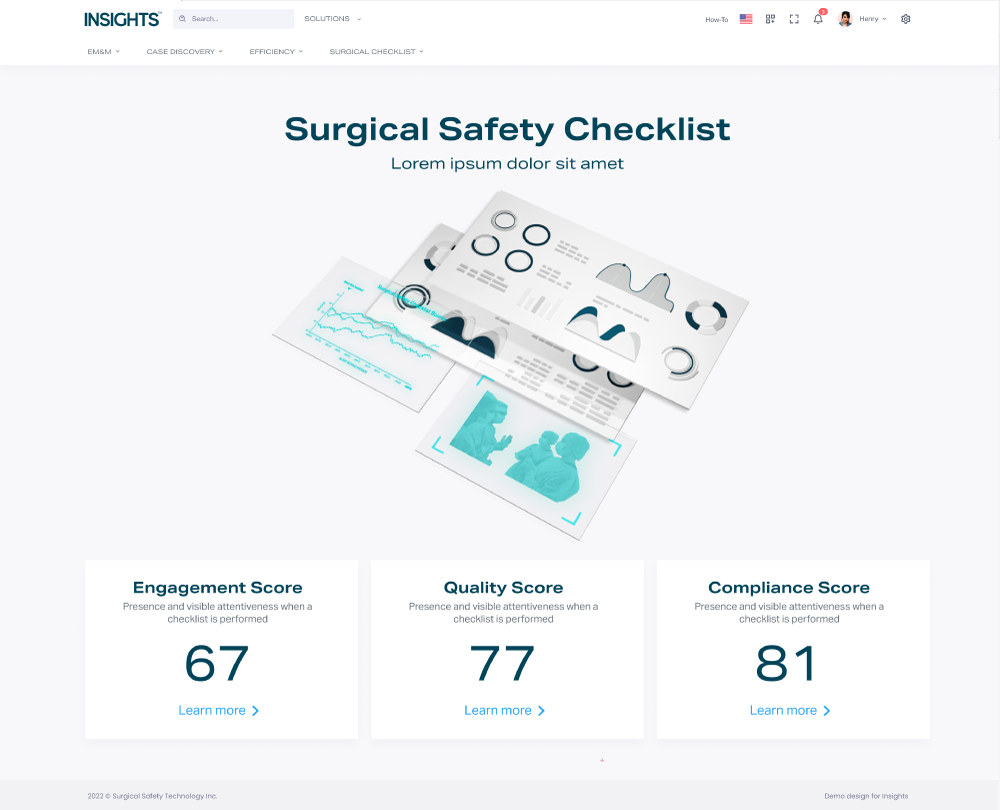 INSIGHTS™
Search...
SOLUTIONS
How-To
3
Henry
EM&M
CASE DISCOVERY
EFFICIENCY
SURGICAL CHECKLIST
Surgical Safety Checklist
Lorem ipsum dolor sit amet
Engagement Score
Presence and visible attentiveness when a
checklist is performed
67
Learn more
Quality Score
Presence and visible attentiveness when a
checklist is performed
77
Learn more
Compliance Score
Presence and visible attentiveness when a
checklist is performed
81
Learn more
2022 © Surgical Safety Technology Inc.
Demo design for Insights